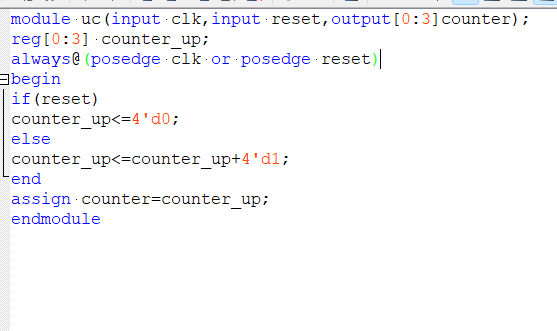 module uc(input clk,input reset,output[0:3]counter);
reg[0:3] counter_up;
always@(posedge clk or posedge reset)
begin
if(reset)
counter_up<=4'd0;
else
counter_up<=counter_up+4'd1;
end
assign counter=counter_up;
endmodule